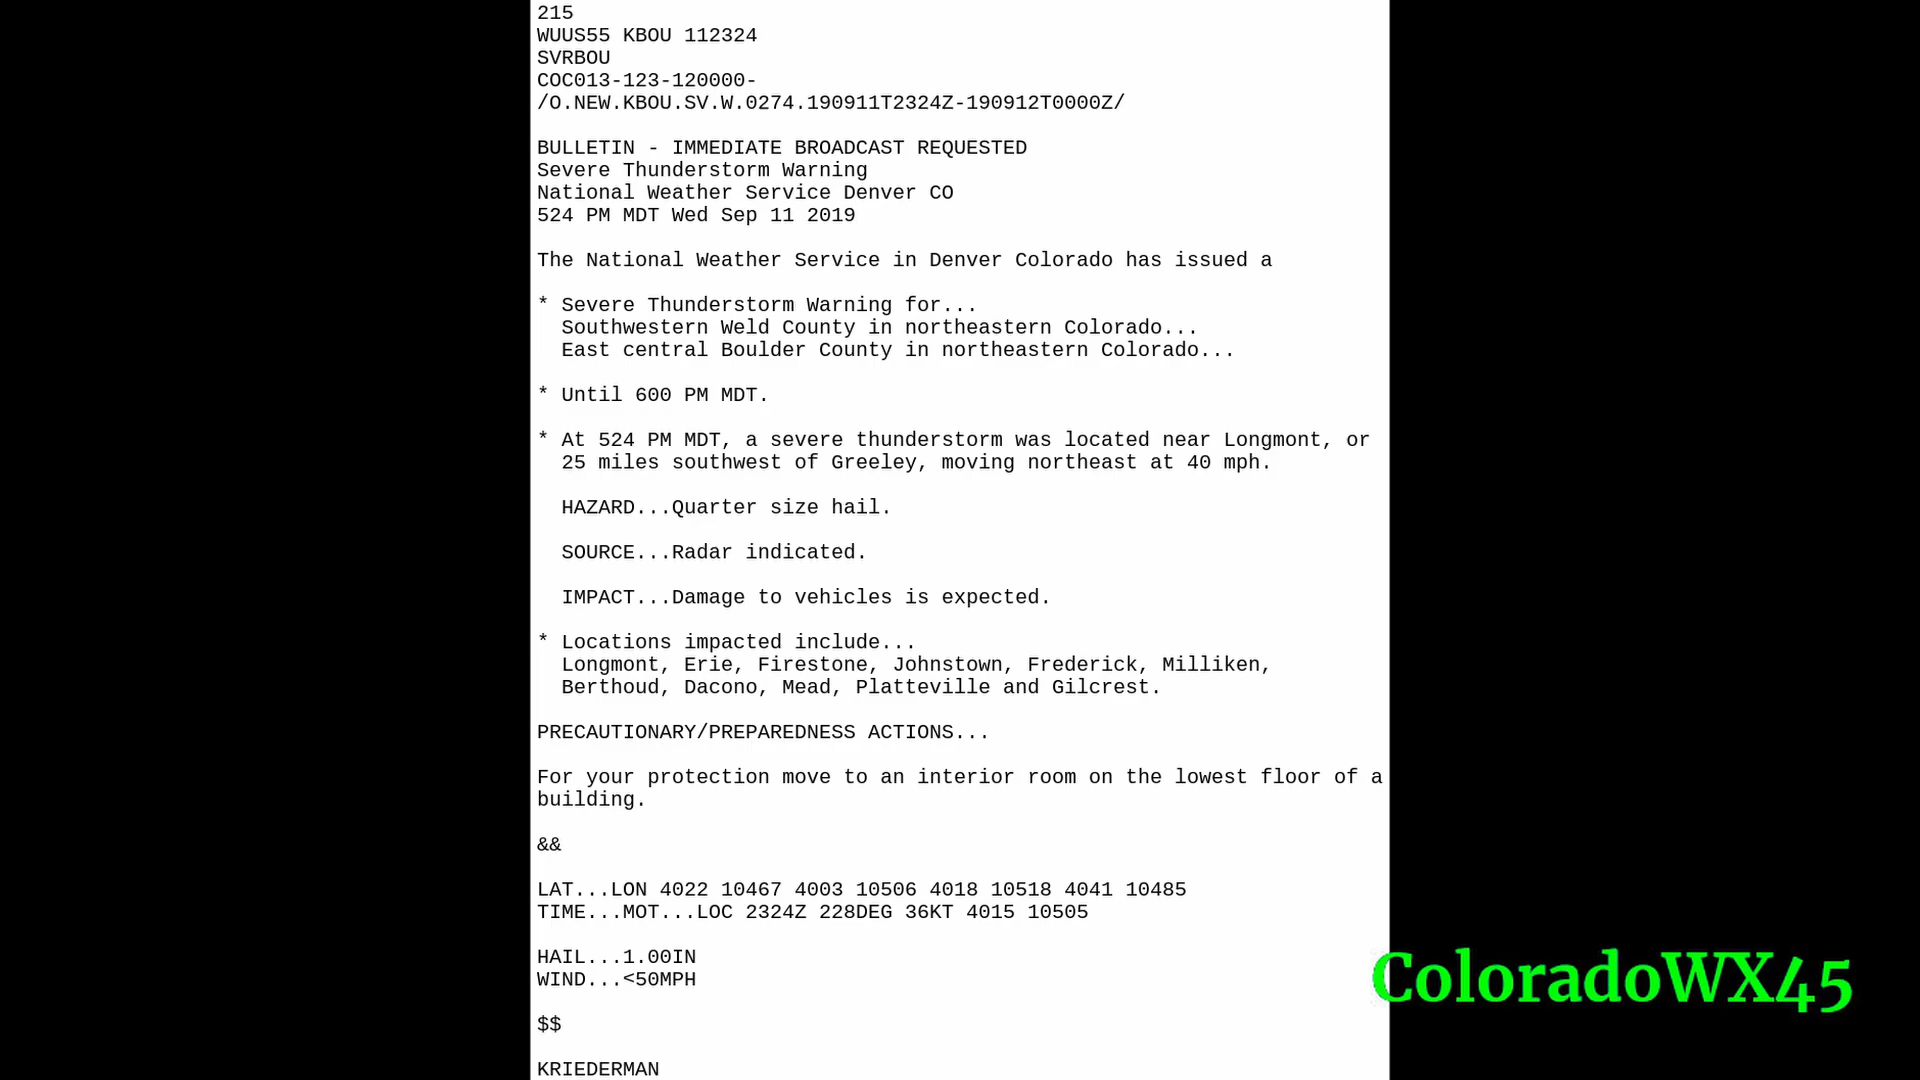 215
WUUS55 KBOU 112324
SVRBOU
COC013-123-120000-
/O.NEW.KBOU.SV.W.0274.190911T2324Z-190912T0000Z/
BULLETIN - IMMEDIATE BROADCAST REQUESTED
Severe Thunderstorm Warning
National Weather Service Denver CO
524 PM MDT Wed Sep 11 2019
The National Weather Service in Denver Colorado has issued a
* Severe Thunderstorm Warning for...
Southwestern Weld County in northeastern Colorado...
East central Boulder County in northeastern Colorado...
* Until 600 PM MDT.
* At 524 PM MDT, a severe thunderstorm was located near Longmont, or
25 miles southwest of Greeley, moving northeast at 40 mph.
HAZARD...Quarter size hail.
SOURCE...Radar indicated.
IMPACT...Damage to vehicles is expected.
* Locations impacted include...
Longmont, Erie, Firestone, Johnstown, Frederick, Milliken,
Berthoud, Dacono, Mead, Platteville and Gilcrest.
PRECAUTIONARY/PREPAREDNESS ACTIONS...
For your protection move to an interior room on the lowest floor of a
building.
&&
LAT...LON 4022 10467 4003 10506 4018 10518 4041 10485
TIME...MOT...LOC 2324Z 228DEG 36KT 4015 10505
HAIL...1.00IN
WIND...<50MPH
$$
KRIEDERMAN
ColoradoWX45